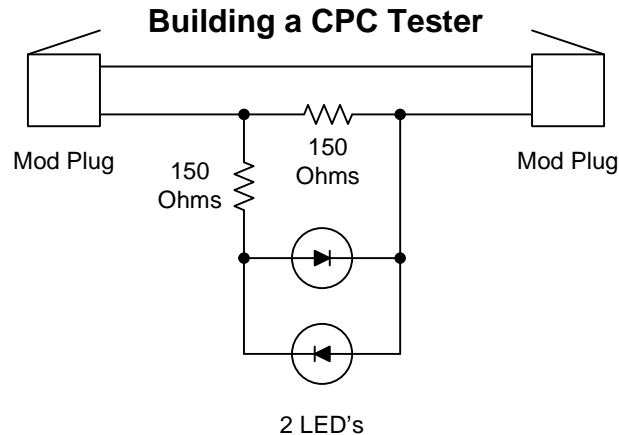 Building a CPC Tester
Mod Plug
150
Ohms
Mod Plug
150
Ohms
2 LED's